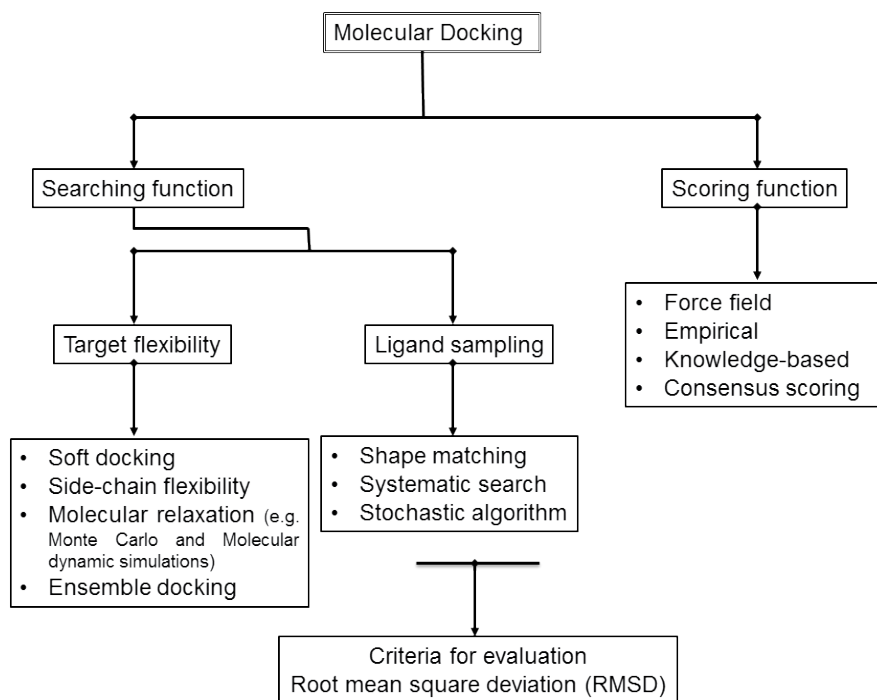 Molecular Docking
Searching function
Scoring function
• Force field
• Empirical
• Knowledge-based
• Consensus scoring
Target flexibility
Ligand sampling
• Soft docking
• Side-chain flexibility
• Molecular relaxation (e.g.
Monte Carlo and Molecular
dynamic simulations)
• Ensemble docking
• Shape matching
• Systematic search
• Stochastic algorithm
Criteria for evaluation
Root mean square deviation (RMSD)